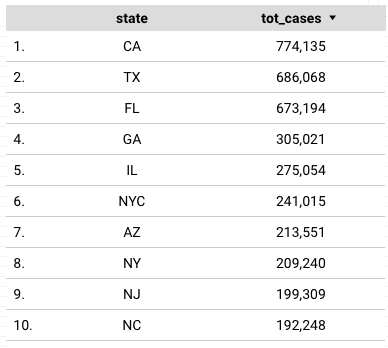 state tot_cases ▼
1. CA 774,135
2. TX 686,068
3. FL 673,194
4. GA 305,021
5. IL 275,054
6. NYC 241,015
7. AZ 213,551
8. NY 209,240
9. NJ 199,309
10. NC 192,248